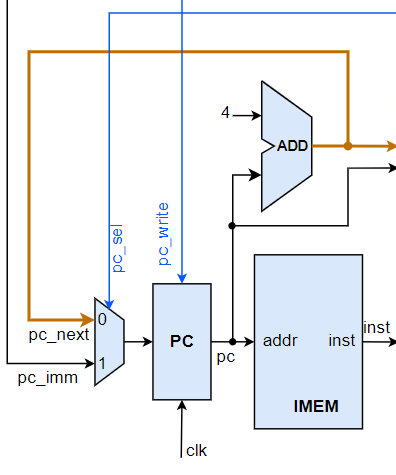 4
ADD
pc_sel
pc_write
0
pc_next
1
pc_imm
PC
pc
addr
inst
inst
IMEM
clk